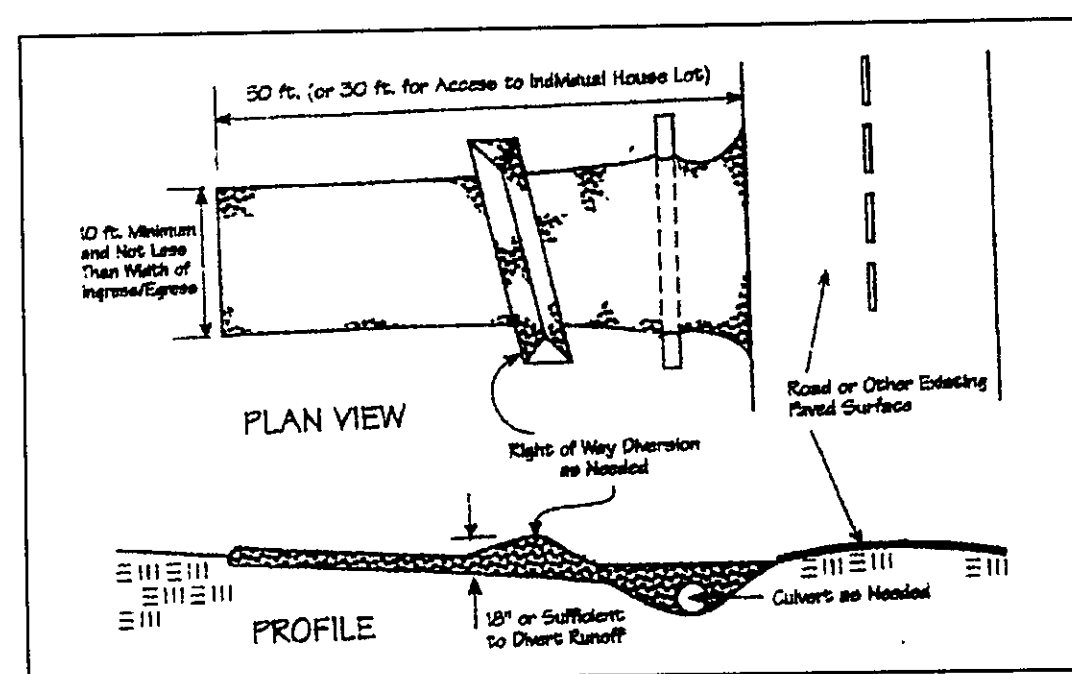 50 ft. (or 30 ft. for Access to Individual House Lot)
10 ft. Minimum
and Not Less
Than Width of
Ingress/Egress
PLAN VIEW
Road or Other Existing
Paved Surface
Right of Way Diversion
as Needed
Culvert as Needed
18" or Sufficient
to Divert Runoff
PROFILE